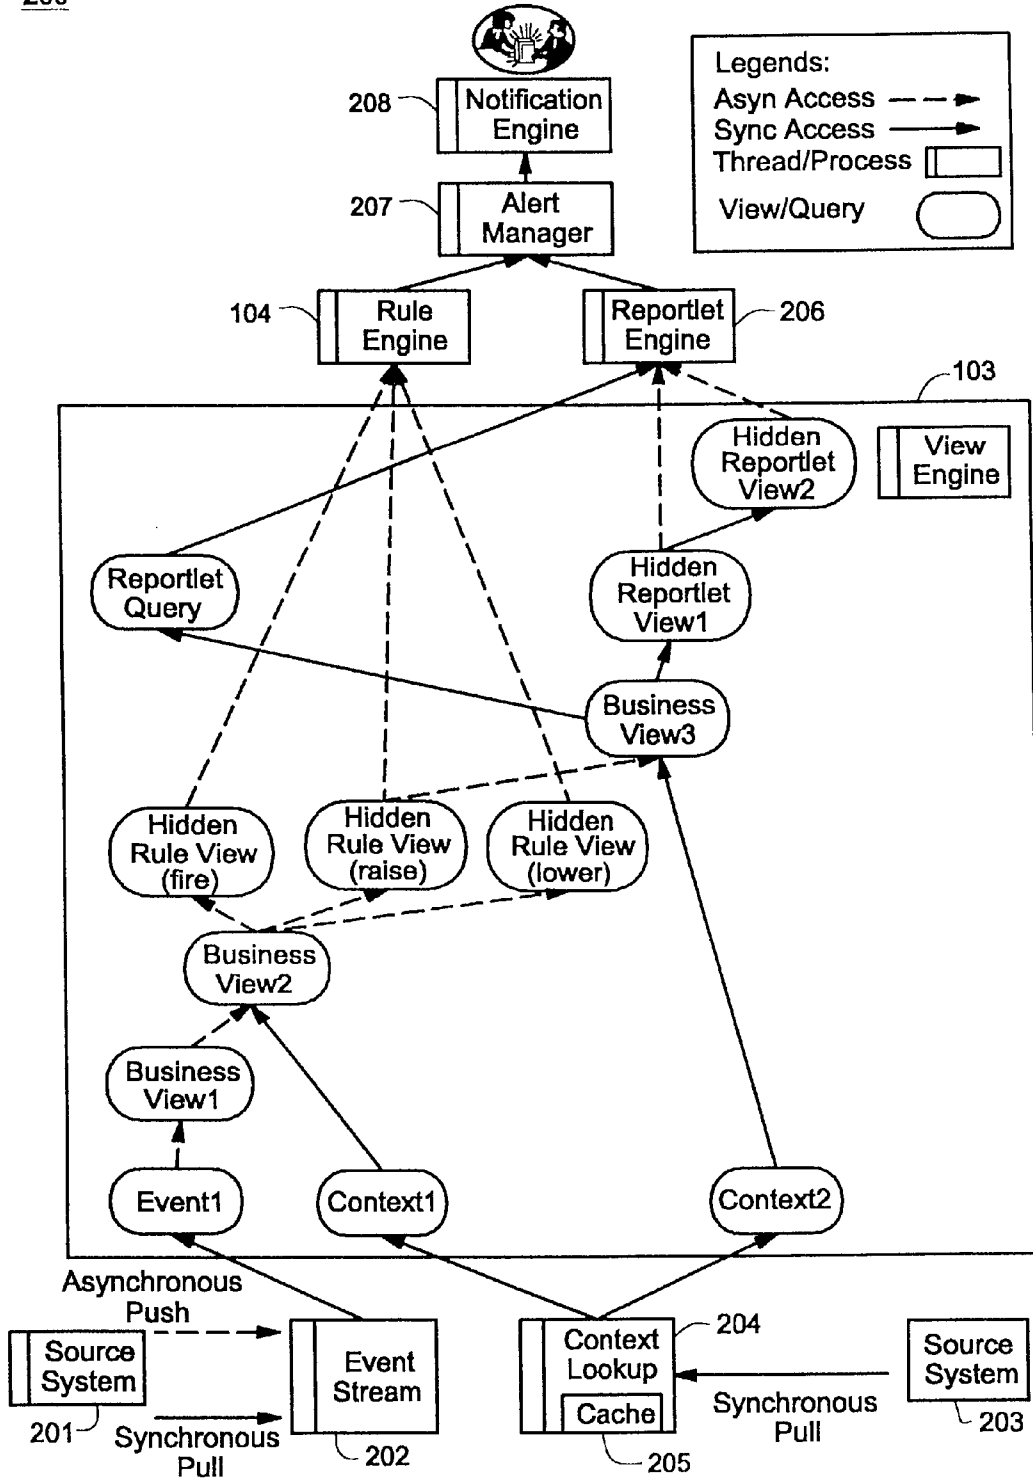 200
208
Notification
Engine
Legends:
Asyn Access
Sync Access
Thread/Process
View/Query
207
Alert
Manager
104
Rule
Engine
Reportlet
Engine
206
103
Hidden
Reportlet
View2
View
Engine
Reportlet
Query
Hidden
Reportlet
View1
Business
View3
Hidden
Rule View
(fire)
Hidden
Rule View
(raise)
Hidden
Rule View
(lower)
Business
View2
Business
View1
Event1
Context1
Context2
Asynchronous
Push
Source
System
201
Synchronous
Pull
Event
Stream
202
Context
Lookup
Cache
204
205
Synchronous
Pull
Source
System
203